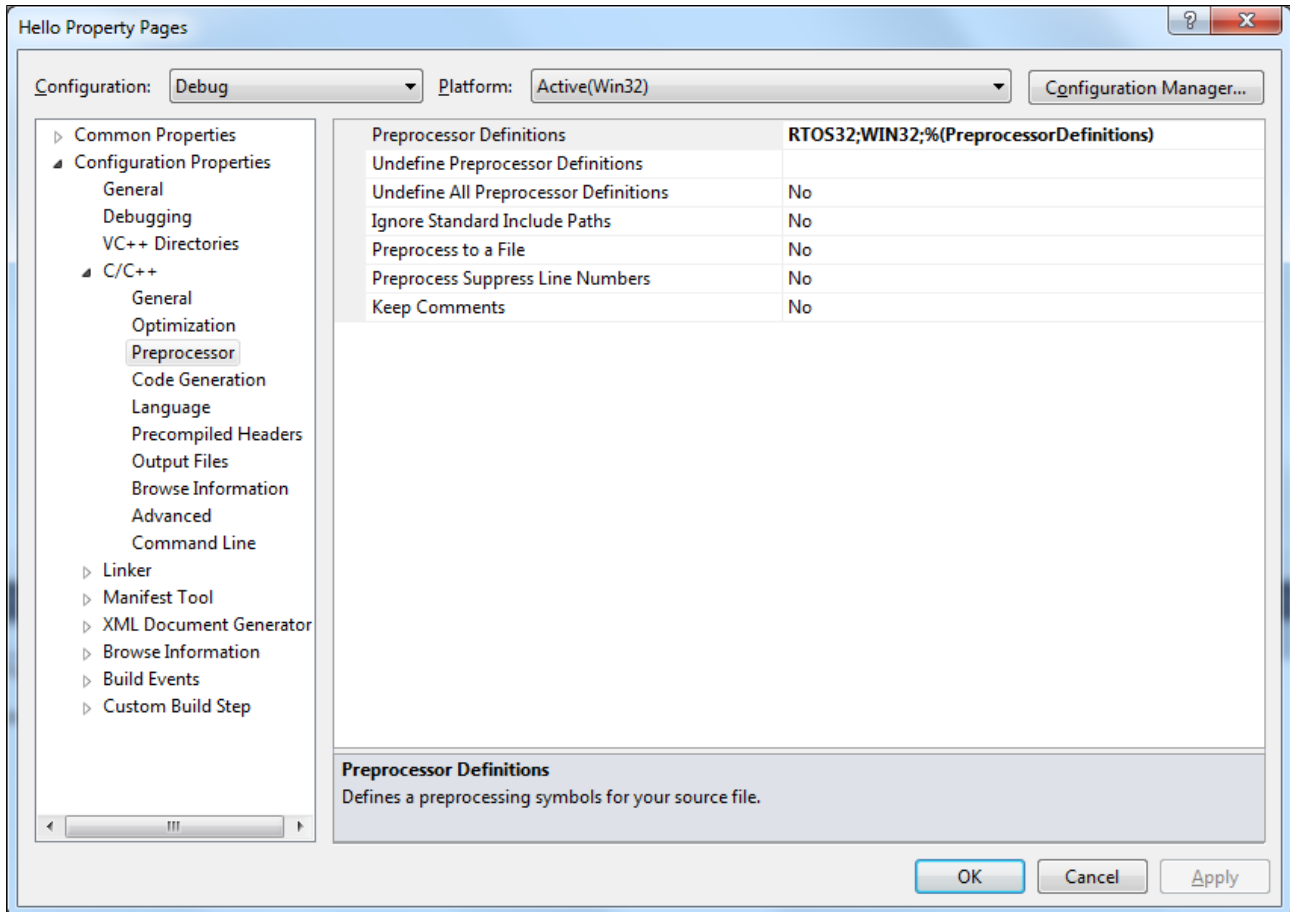 Hello Property Pages
Configuration: Debug Platform: Active(Win32) Configuration Manager...
Common Properties
Configuration Properties
General
Debugging
VC++ Directories
C/C++
General
Optimization
Preprocessor
Code Generation
Language
Precompiled Headers
Output Files
Browse Information
Advanced
Command Line
Linker
Manifest Tool
XML Document Generator
Browse Information
Build Events
Custom Build Step
Preprocessor Definitions RTOS32;WIN32;%(PreprocessorDefinitions)
Undefine Preprocessor Definitions
Undefine All Preprocessor Definitions No
Ignore Standard Include Paths No
Preprocess to a File No
Preprocess Suppress Line Numbers No
Keep Comments No
Preprocessor Definitions
Defines a preprocessing symbols for your source file.
OK Cancel Apply